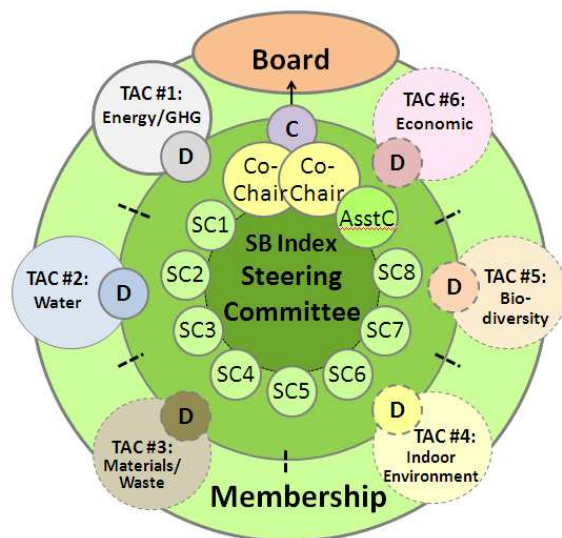 Board
TAC #1:
Energy/GHG
D
C
TAC #6:
Economic
D
Co-
Chair
Co-
Chair
AsstC
SC1
SB Index
Steering
Committee
SC2
SC8
TAC #2:
Water
D
D
TAC #5:
Bio-
diversity
SC3
SC7
SC4
SC5
SC6
D
TAC #3:
Materials/
Waste
D
TAC #4:
Indoor
Environment
Membership